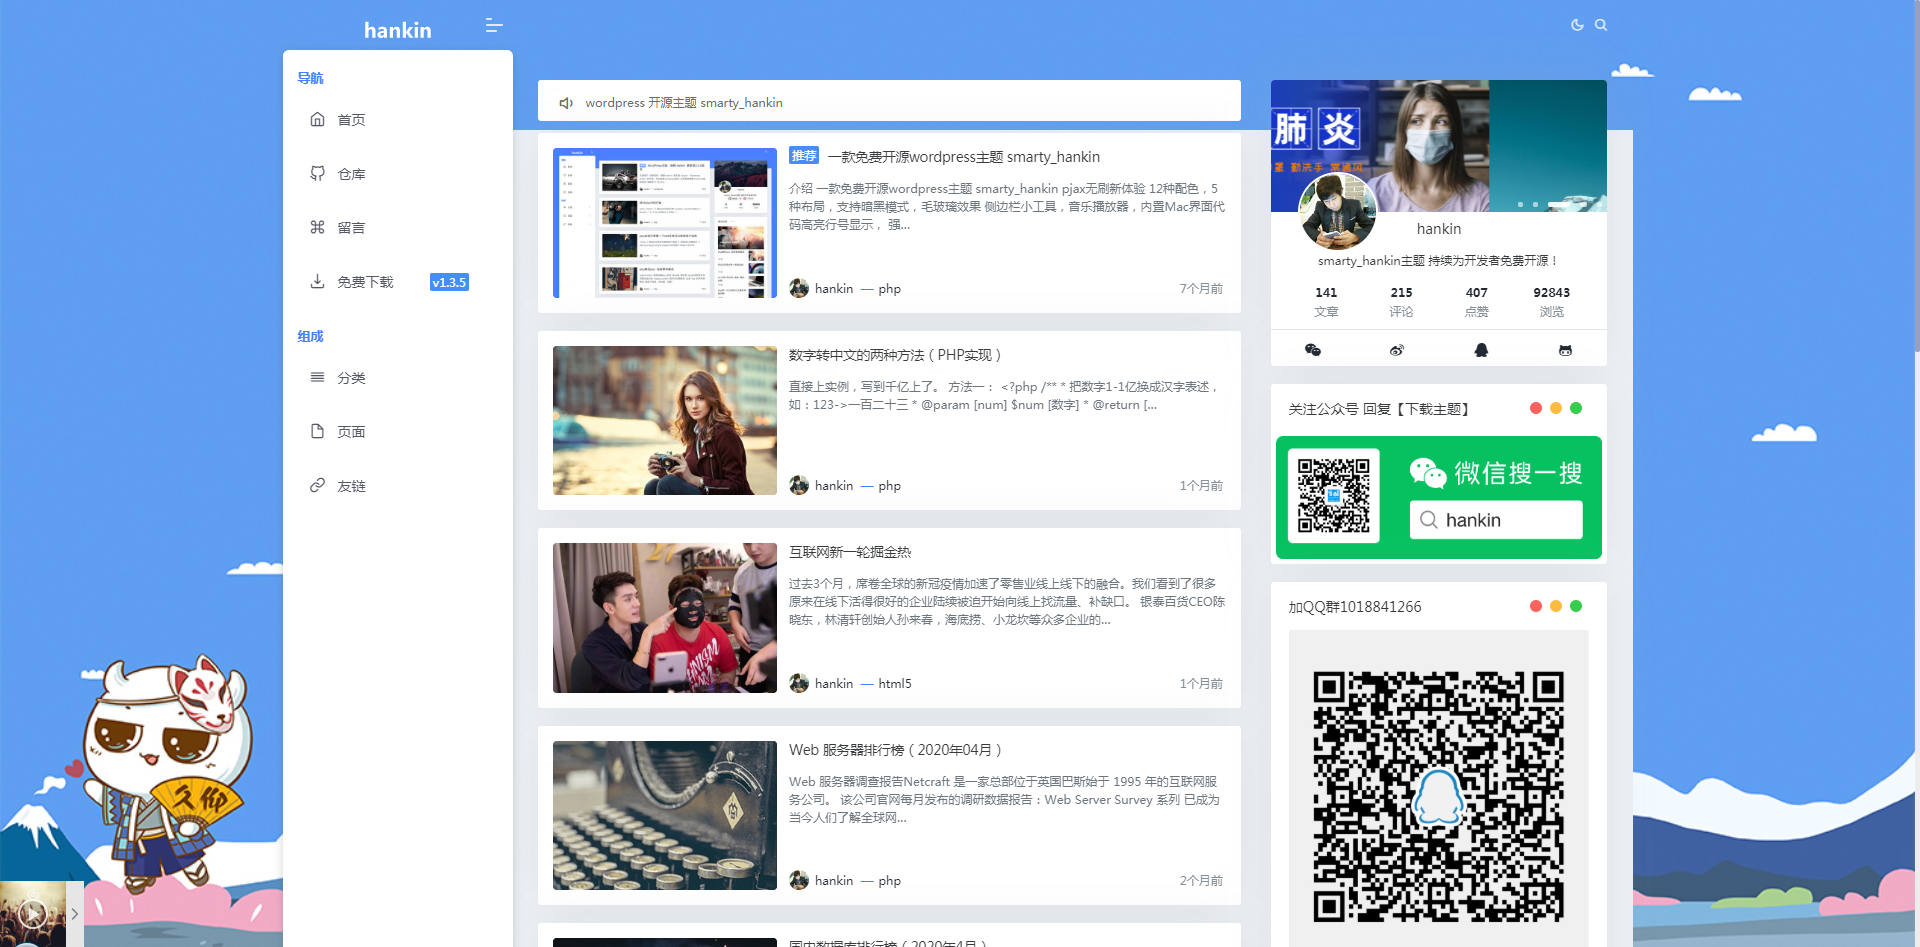 hankin
导航
首页
仓库
留言
免费下载 v1.3.5
组成
分类
页面
友链
wordpress 开源主题 smarty_hankin
推荐 一款免费开源wordpress主题 smarty_hankin
介绍 一款免费开源wordpress主题 smarty_hankin pjax无刷新体验 12种配色，5
种布局，支持暗黑模式，毛玻璃效果 侧边栏小工具，音乐播放器，内置Mac界面代
码高亮行号显示， 强...
hankin — php 7个月前
数字转中文的两种方法（PHP实现）
直接上实例，写到千亿上了。 方法一： <?php /** * 把数字1-1亿换成汉字表述，
如：123->一百二十三 * @param [num] $num [数字] * @return [...
hankin — php 1个月前
互联网新一轮掘金热
过去3个月，席卷全球的新冠疫情加速了零售业线上线下的融合。我们看到了很多
原来在线下活得很好的企业陆续被迫开始向线上找流量、补缺口。 银泰百货CEO陈
晓东，林清轩创始人孙来春，海底捞、小龙坎等众多企业的...
hankin — html5 1个月前
Web 服务器排行榜（2020年04月）
Web 服务器调查报告Netcraft 是一家总部位于英国巴斯始于 1995 年的互联网服
务公司。 该公司官网每月发布的调研数据报告：Web Server Survey 系列 已成为
当今人们了解全球网...
hankin — php 2个月前
国内数据库排行榜（2020年4月）
肺炎
勤洗手
hankin
smarty_hankin主题 持续为开发者免费开源！
141 215 407 92843
文章 评论 点赞 浏览
关注公众号 回复【下载主题】
微信搜一搜
hankin
加QQ群1018841266
久仰